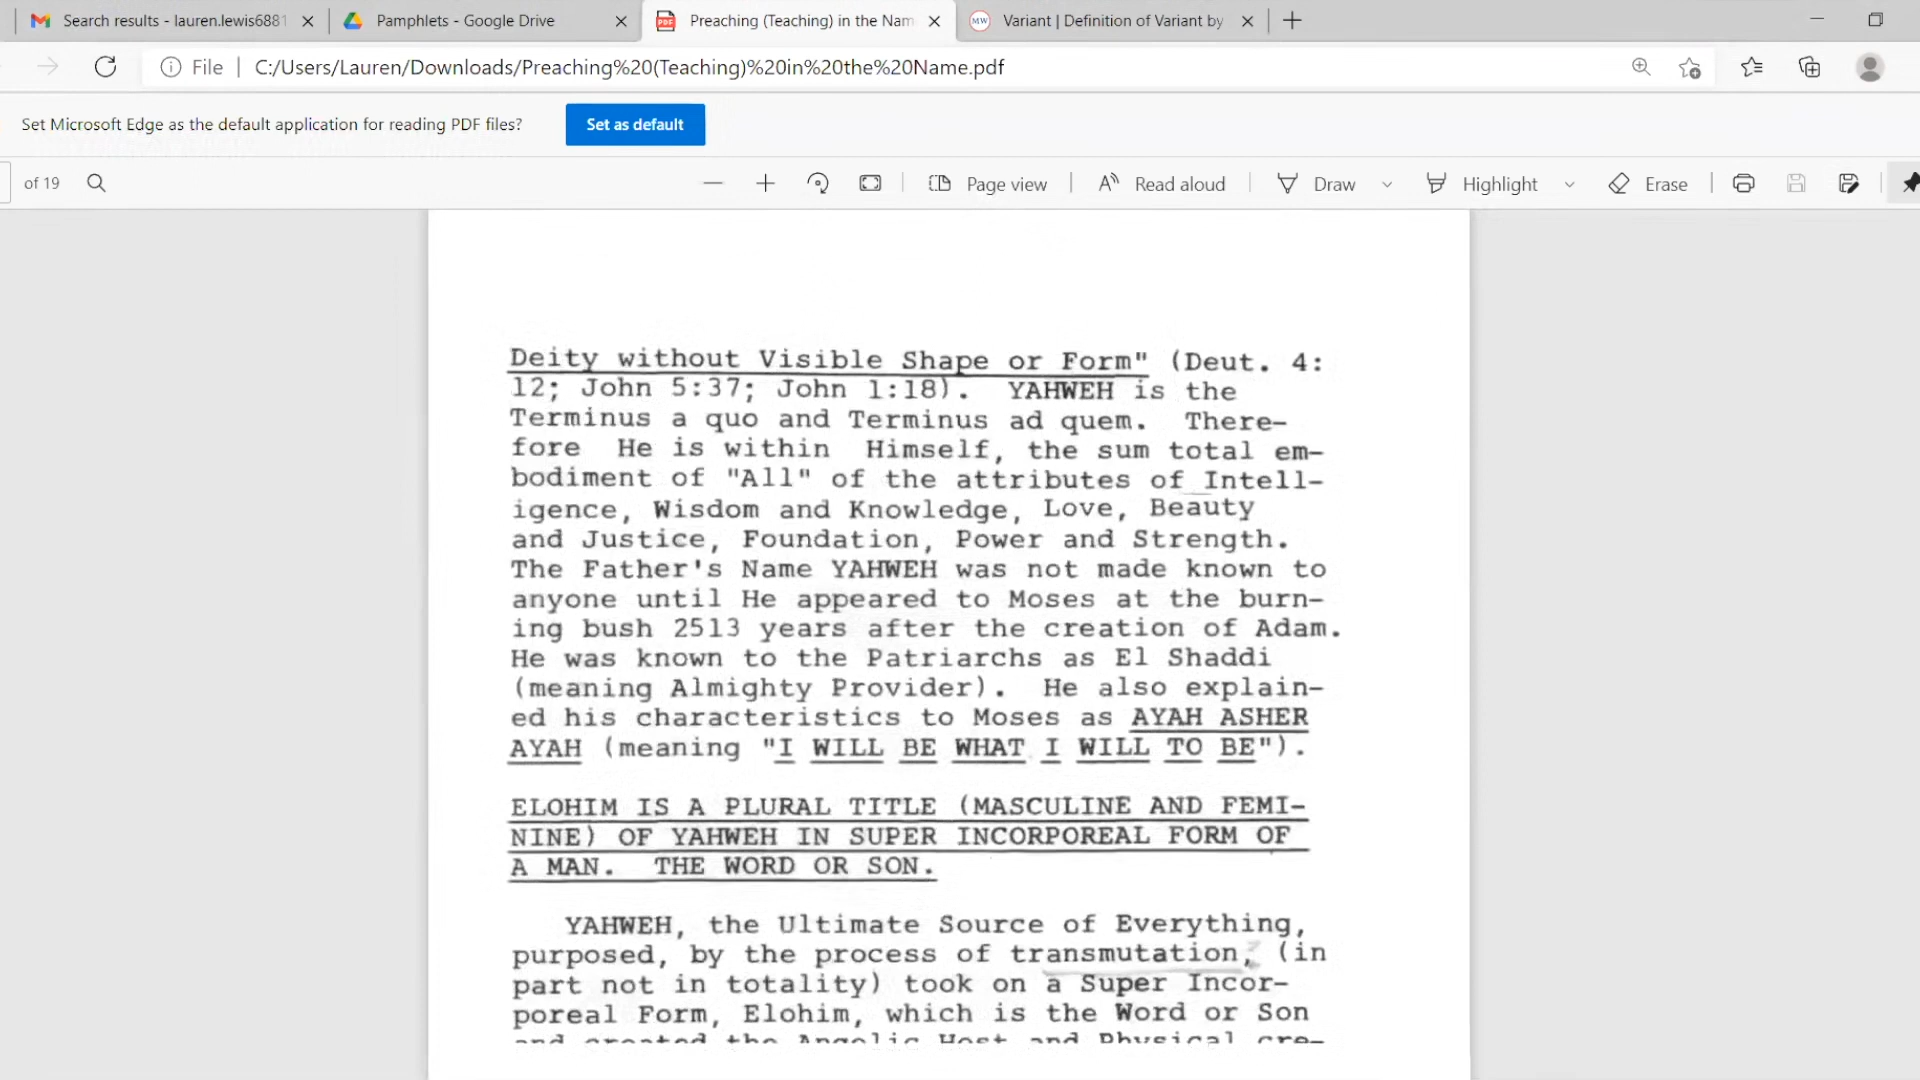 Search results - lauren.lewis6881
Pamphlets - Google Drive
Preaching (Teaching) in the Nam
Variant | Definition of Variant by
File | C:/Users/Lauren/Downloads/Preaching%20(Teaching)%20in%20the%20Name.pdf
Set Microsoft Edge as the default application for reading PDF files?
Set as default
of 19
Page view
Read aloud
Draw
Highlight
Erase
Deity without Visible Shape or Form" (Deut. 4:
12; John 5:37; John 1:18). YAHWEH is the
Terminus a quo and Terminus ad quem. There-
fore He is within Himself, the sum total em-
bodiment of "All" of the attributes of Intell-
igence, Wisdom and Knowledge, Love, Beauty
and Justice, Foundation, Power and Strength.
The Father's Name YAHWEH was not made known to
anyone until He appeared to Moses at the burn-
ing bush 2513 years after the creation of Adam.
He was known to the Patriarchs as El Shaddi
(meaning Almighty Provider). He also explain-
ed his characteristics to Moses as AYAH ASHER
AYAH (meaning "I WILL BE WHAT I WILL TO BE").
ELOHIM IS A PLURAL TITLE (MASCULINE AND FEMI-
NINE) OF YAHWEH IN SUPER INCORPOREAL FORM OF
A MAN. THE WORD OR SON.
YAHWEH, the Ultimate Source of Everything,
purposed, by the process of transmutation, (in
part not in totality) took on a Super Incor-
poreal Form, Elohim, which is the Word or Son
and created the Angelic Host and Physical cre-